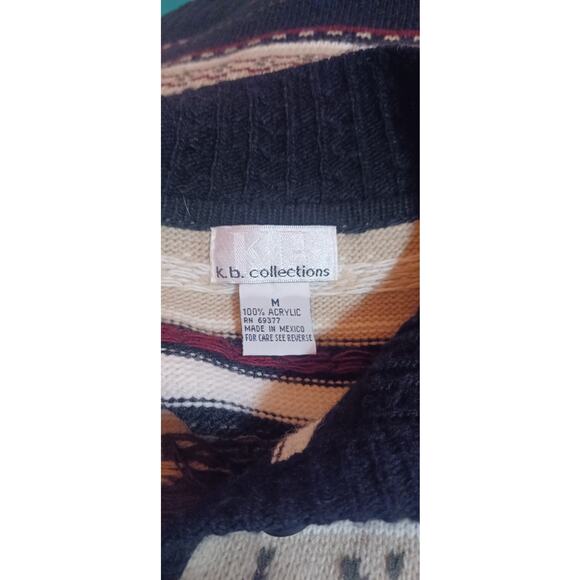 K.B.
k.b. collections
M
100% ACRYLIC
RN 69377
MADE IN MEXICO
FOR CARE SEE REVERSE